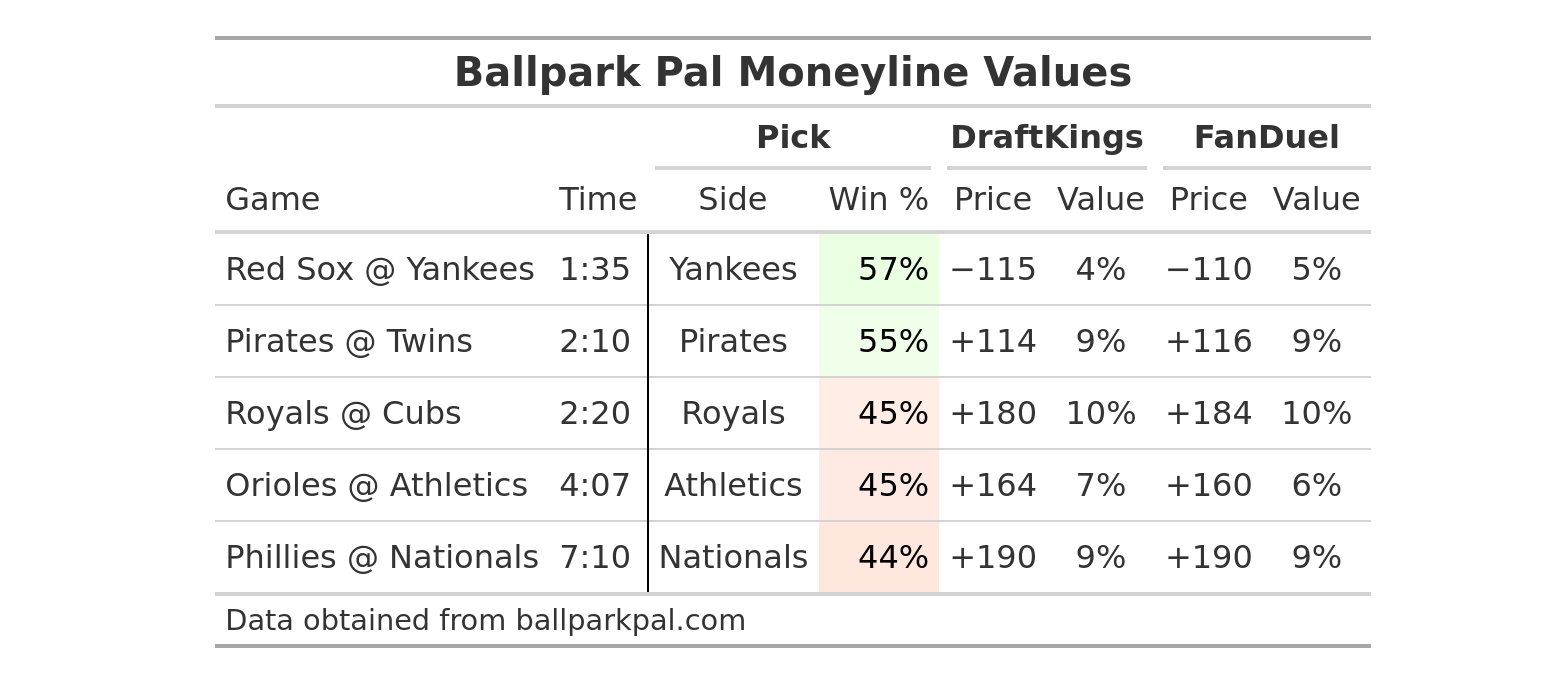 Ballpark Pal Moneyline Values
Pick DraftKings FanDuel
Game Time Side Win % Price Value Price Value
Red Sox @ Yankees 1:35 Yankees 57% −115 4% −110 5%
Pirates @ Twins 2:10 Pirates 55% +114 9% +116 9%
Royals @ Cubs 2:20 Royals 45% +180 10% +184 10%
Orioles @ Athletics 4:07 Athletics 45% +164 7% +160 6%
Phillies @ Nationals 7:10 Nationals 44% +190 9% +190 9%
Data obtained from ballparkpal.com